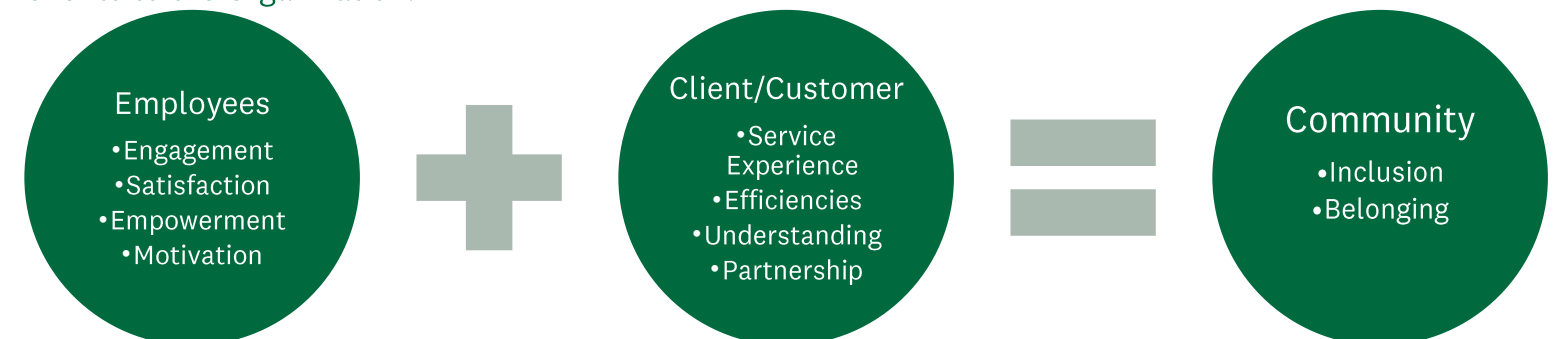 Employees
•Engagement
•Satisfaction
•Empowerment
•Motivation
Client/Customer
•Service
Experience
•Efficiencies
•Understanding
•Partnership
Community
•Inclusion
•Belonging